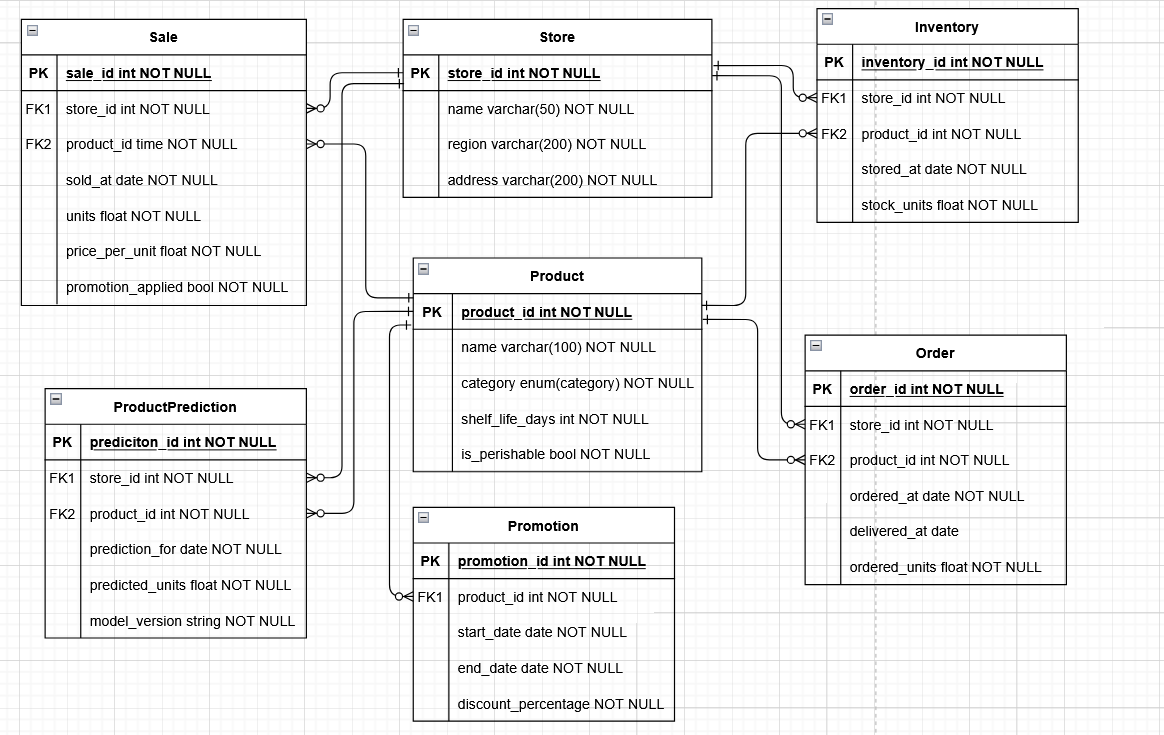 Sale
PK sale_id int NOT NULL
FK1 store_id int NOT NULL
FK2 product_id time NOT NULL
sold_at date NOT NULL
units float NOT NULL
price_per_unit float NOT NULL
promotion_applied bool NOT NULL
Store
PK store_id int NOT NULL
name varchar(50) NOT NULL
region varchar(200) NOT NULL
address varchar(200) NOT NULL
Inventory
PK inventory_id int NOT NULL
FK1 store_id int NOT NULL
FK2 product_id int NOT NULL
stored_at date NOT NULL
stock_units float NOT NULL
Product
PK product_id int NOT NULL
name varchar(100) NOT NULL
category enum(category) NOT NULL
shelf_life_days int NOT NULL
is_perishable bool NOT NULL
Order
PK order_id int NOT NULL
FK1 store_id int NOT NULL
FK2 product_id int NOT NULL
ordered_at date NOT NULL
delivered_at date
ordered_units float NOT NULL
ProductPrediction
PK prediciton_id int NOT NULL
FK1 store_id int NOT NULL
FK2 product_id int NOT NULL
prediction_for date NOT NULL
predicted_units float NOT NULL
model_version string NOT NULL
Promotion
PK promotion_id int NOT NULL
FK1 product_id int NOT NULL
start_date date NOT NULL
end_date date NOT NULL
discount_percentage NOT NULL